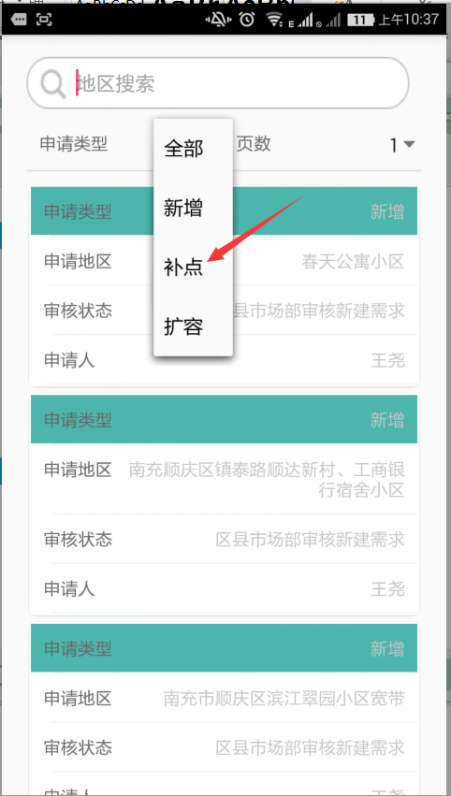 E
11
上午10:37
地区搜索
申请类型
页数
1
全部
新增
补点
扩容
申请类型
新增
申请地区
春天公寓小区
审核状态
县市场部审核新建需求
申请人
王尧
申请类型
新增
申请地区
南充顺庆区镇泰路顺达新村、工商银
行宿舍小区
审核状态
区县市场部审核新建需求
申请人
王尧
申请类型
新增
申请地区
南充市顺庆区滨江翠园小区宽带
审核状态
区县市场部审核新建需求
申请人
王尧